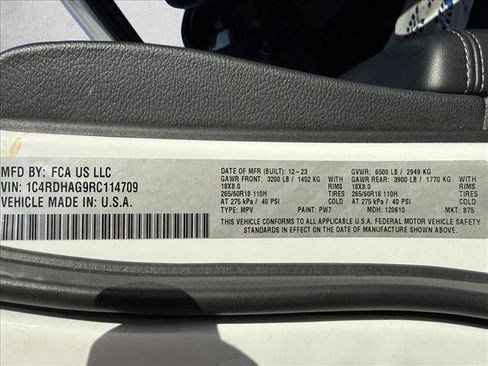 MFD BY: FCA US LLC
VIN: 1C4RDHAG9RC114709
VEHICLE MADE IN: U.S.A.
DATE OF MFR (BUILT): 12-23 GVWR: 6500 LB / 2949 KG
GAWR FRONT: 3200 LB / 1452 KG GAWR REAR: 3900 LB / 1770 KG
18X8.0 RIMS 18X8.0 RIMS
265/60R18 110H TIRES 265/60R18 110H TIRES
AT 275 kPa / 40 PSI COLD AT 275 kPa / 40 PSI COLD
TYPE: MPV PAINT: PW7 MDH: 120610 MKT: B75
THIS VEHICLE CONFORMS TO ALL APPLICABLE U.S.A. FEDERAL MOTOR VEHICLE SAFETY
STANDARDS IN EFFECT ON THE DATE OF MANUFACTURE SHOWN ABOVE.